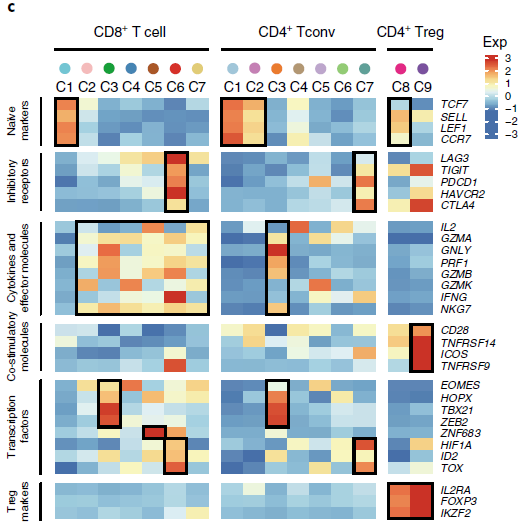 c
CD8⁺ T cell CD4⁺ Tconv CD4⁺ Treg
C1 C2 C3 C4 C5 C6 C7 C1 C2 C3 C4 C5 C6 C7 C8 C9
Exp
3
2
1
0
−1
−2
−3
Naïve
markers
TCF7
SELL
LEF1
CCR7
Inhibitory
receptors
LAG3
TIGIT
PDCD1
HAVCR2
CTLA4
Cytokines and
effector molecules
IL2
GZMA
GNLY
PRF1
GZMB
GZMK
IFNG
NKG7
Co-stimulatory
molecules
CD28
TNFRSF14
ICOS
TNFRSF9
Transcription
factors
EOMES
HOPX
TBX21
ZEB2
ZNF683
HIF1A
ID2
TOX
Treg
markers
IL2RA
FOXP3
IKZF2